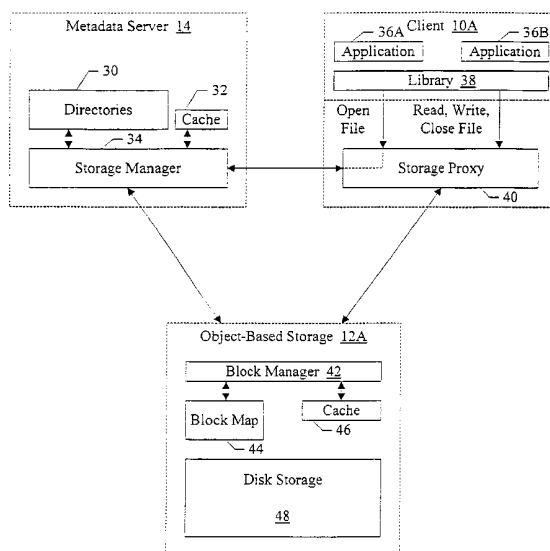 Metadata Server 14
30
32
Directories
Cache
34
Storage Manager
Client 10A
36A
36B
Application
Application
Library 38
Open File
Read, Write, Close File
Storage Proxy
40
Object-Based Storage 12A
Block Manager 42
Block Map
Cache
44
46
Disk Storage
48